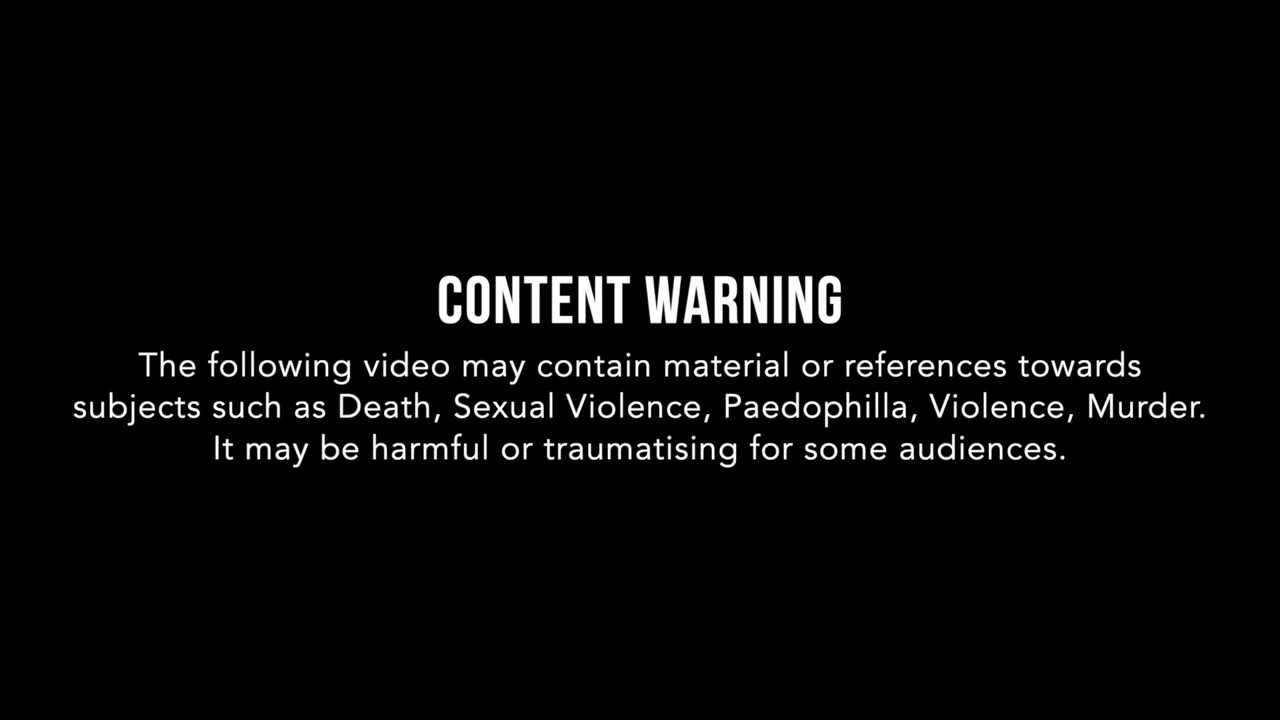 CONTENT WARNING
The following video may contain material or references towards
subjects such as Death, Sexual Violence, Paedophilla, Violence, Murder.
It may be harmful or traumatising for some audiences.